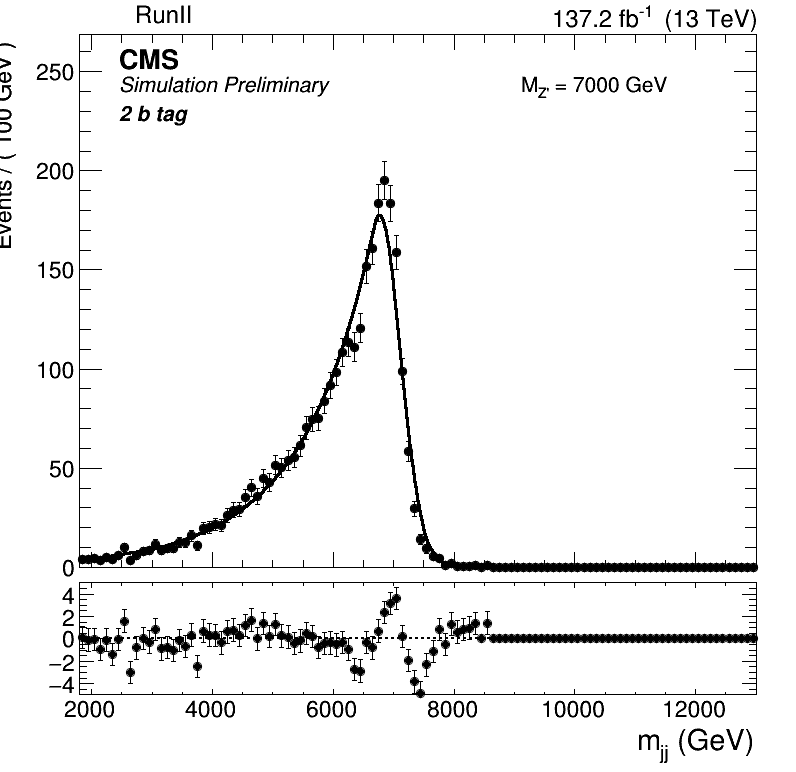 RunII
137.2 fb⁻¹ (13 TeV)
CMS
Simulation Preliminary
2 b tag
M_Z' = 7000 GeV
Events / ( 100 GeV )
250
200
150
100
50
0
4
2
0
−2
−4
2000 4000 6000 8000 10000 12000
m_jj (GeV)